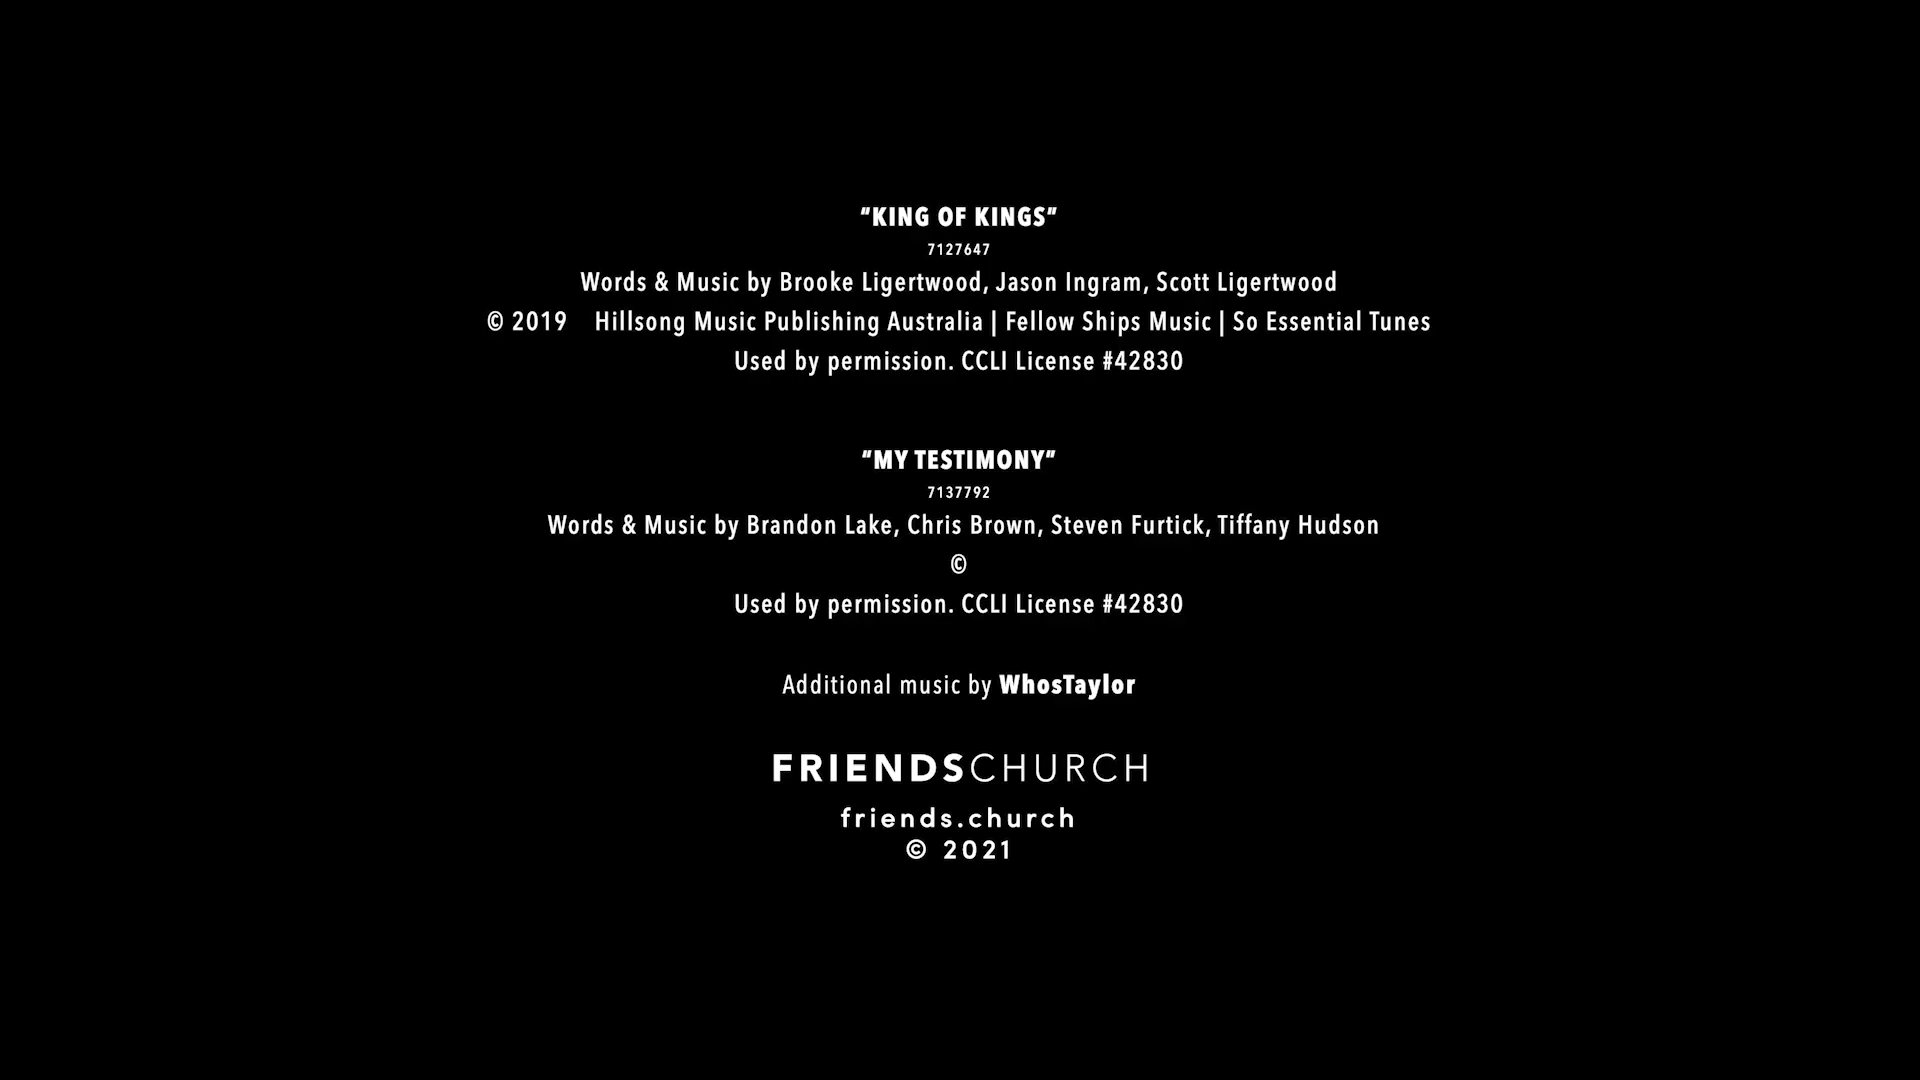 “KING OF KINGS”
7127647
Words & Music by Brooke Ligertwood, Jason Ingram, Scott Ligertwood
© 2019 Hillsong Music Publishing Australia | Fellow Ships Music | So Essential Tunes
Used by permission. CCLI License #42830
“MY TESTIMONY”
7137792
Words & Music by Brandon Lake, Chris Brown, Steven Furtick, Tiffany Hudson
©
Used by permission. CCLI License #42830
Additional music by WhosTaylor
FRIENDSCHURCH
friends.church
© 2021